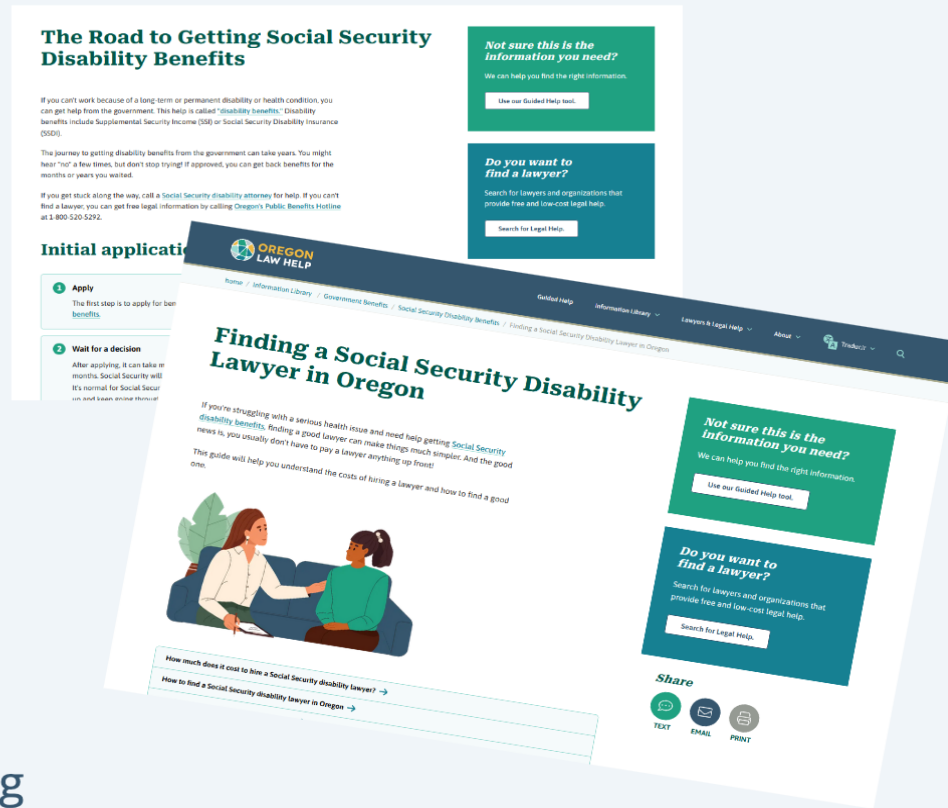 The Road to Getting Social Security
Disability Benefits
If you can't work because of a long-term or permanent disability or health condition, you
can get help from the government. This help is called "disability benefits." Disability
benefits include Supplemental Security Income (SSI) or Social Security Disability Insurance
(SSDI).
The journey to getting disability benefits from the government can take years. You might
hear "no" a few times, but don't stop trying! If approved, you can get back benefits for the
months or years you waited.
If you get stuck along the way, call a Social Security disability attorney for help. If you can't
find a lawyer, you can get free legal information by calling Oregon's Public Benefits Hotline
at 1-800-520-5292.
Initial
1 Apply
The first step is to apply for
benefits.
2 Wait for a decision
After applying, it can take
months. Social Security will
It's normal for Social
up and keep going
Not sure this is the
information you need?
We can help you find the right information.
Use our Guided Help tool.
Do you want to
find a lawyer?
Search for lawyers and organizations that
provide free and low-cost legal help.
Search for Legal Help.
OREGON
LAW HELP
Guided Help
Information Library
Lawyers & Legal Help
About
Traducir
home / Information Library / Government Benefits / Social Security Disability Benefits / Finding a Social Security Disability Lawyer in Oregon
Finding a Social Security Disability
Lawyer in Oregon
If you're struggling with a serious health issue and need help getting Social Security
disability benefits, finding a good lawyer can make things much simpler. And the good
news is, you usually don't have to pay a lawyer anything up front!
This guide will help you understand the costs of hiring a lawyer and how to find a good
one.
How much does it cost to hire a Social Security disability lawyer? →
How to find a Social Security disability lawyer in Oregon →
Not sure this is the
information you need?
We can help you find the right information.
Use our Guided Help tool.
Do you want to
find a lawyer?
Search for lawyers and organizations that
provide free and low-cost legal help.
Search for Legal Help.
Share
TEXT
EMAIL
PRINT
g